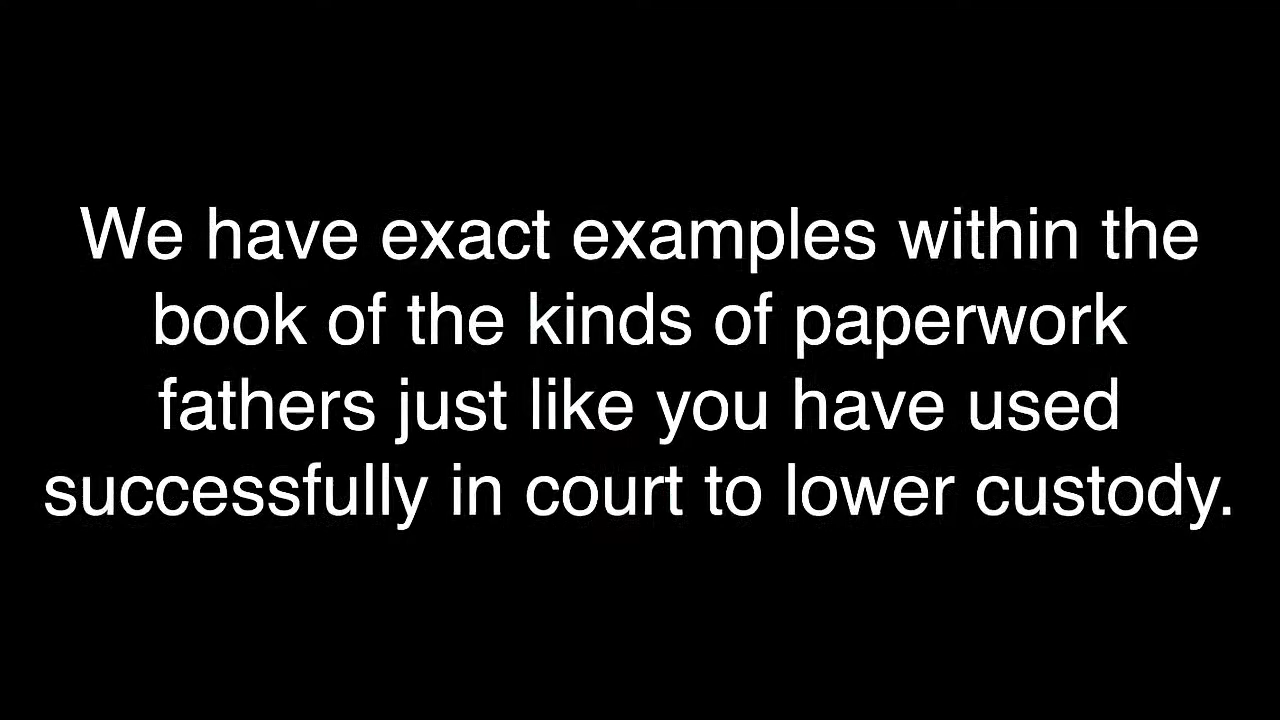 We have exact examples within the
book of the kinds of paperwork
fathers just like you have used
successfully in court to lower custody.